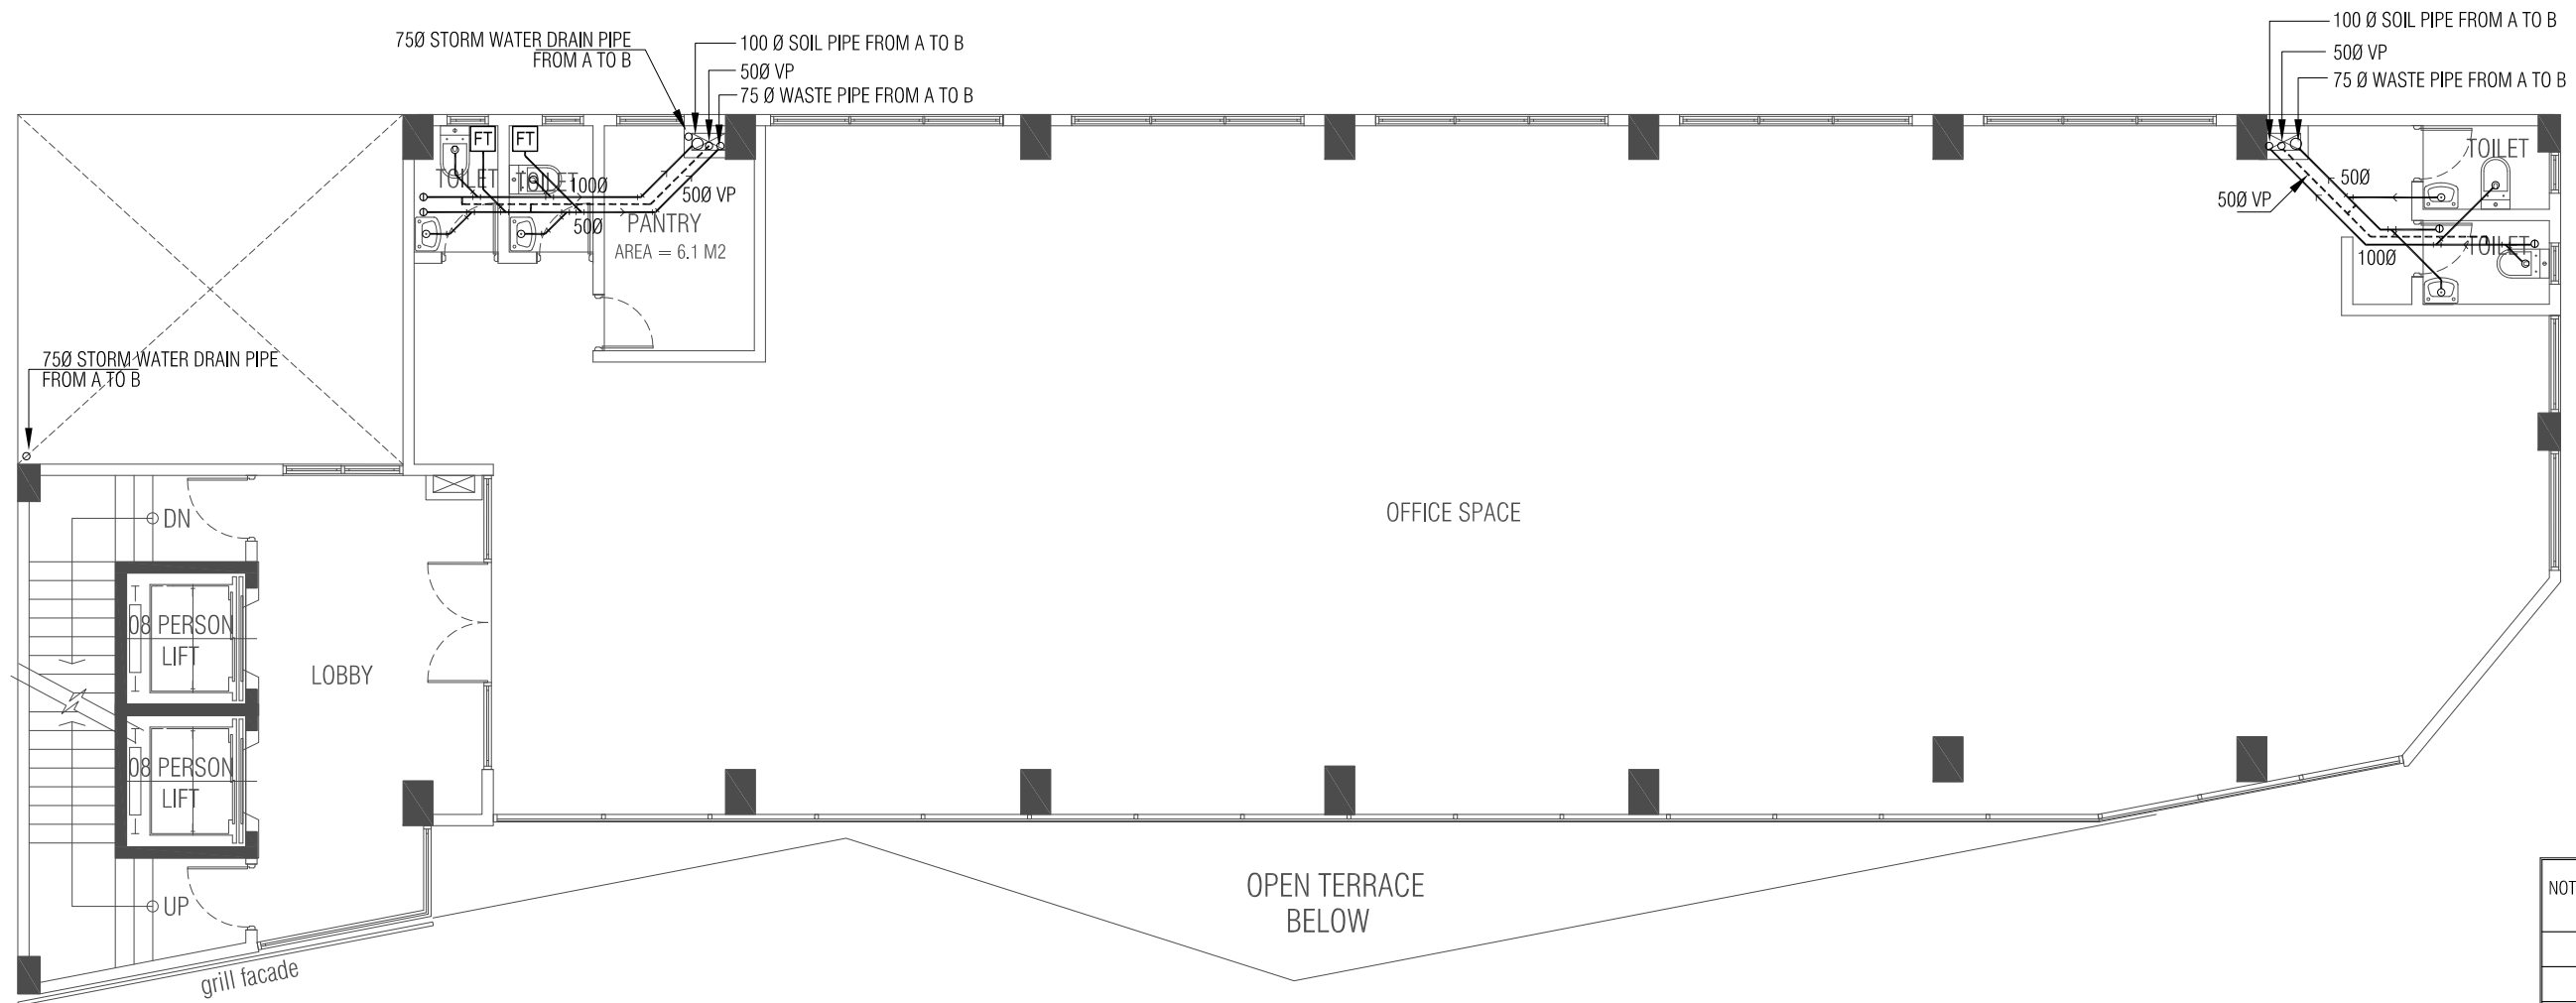 100 Ø SOIL PIPE FROM A TO B
50Ø VP
75 Ø WASTE PIPE FROM A TO B
75Ø STORM WATER DRAIN PIPE
FROM A TO B
100 Ø SOIL PIPE FROM A TO B
50Ø VP
75 Ø WASTE PIPE FROM A TO B
FT
FT
TOILET
TOILET
100Ø
50Ø VP
50Ø
PANTRY
AREA = 6.1 M2
TOILET
50Ø
50Ø VP
TOILET
100Ø
75Ø STORM WATER DRAIN PIPE
FROM A TO B
DN
OFFICE SPACE
08 PERSON
LIFT
LOBBY
08 PERSON
LIFT
UP
OPEN TERRACE
BELOW
NOT
grill facade